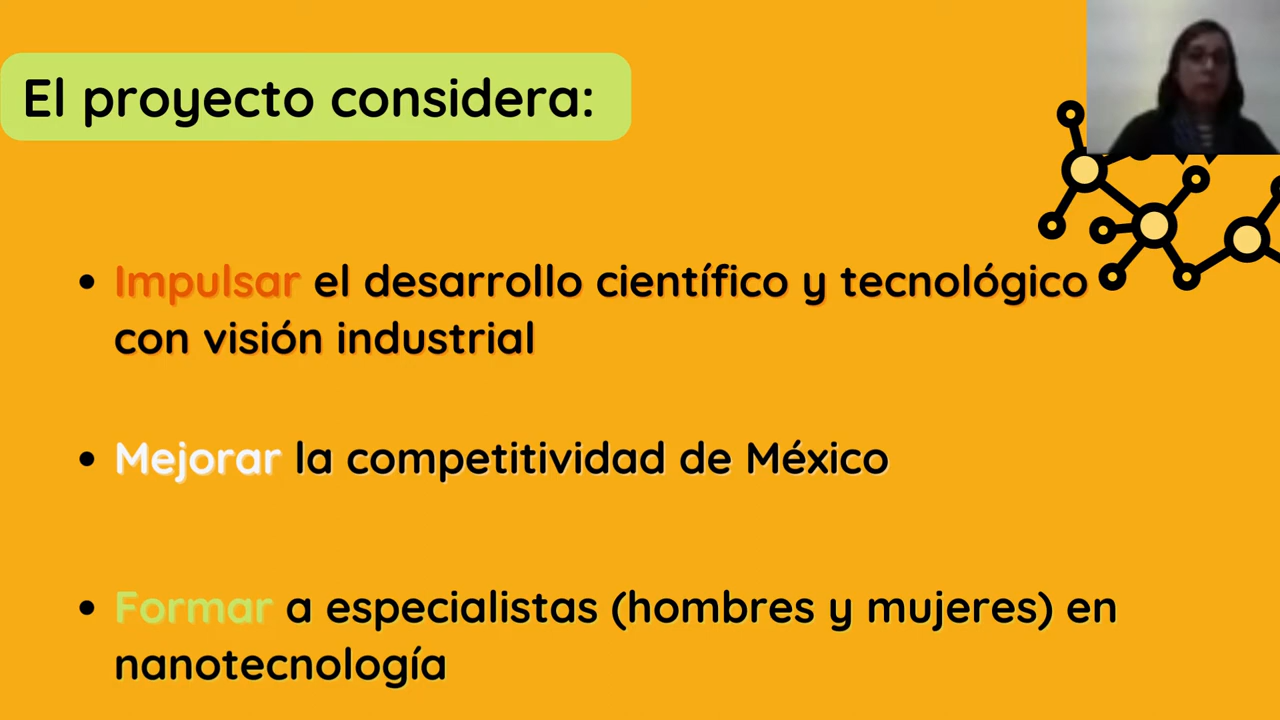 El proyecto considera:
• Impulsar el desarrollo científico y tecnológico
con visión industrial
• Mejorar la competitividad de México
• Formar a especialistas (hombres y mujeres) en
nanotecnología